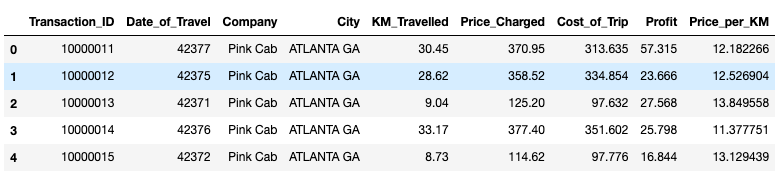 Transaction_ID Date_of_Travel Company City KM_Travelled Price_Charged Cost_of_Trip Profit Price_per_KM
0 10000011 42377 Pink Cab ATLANTA GA 30.45 370.95 313.635 57.315 12.182266
1 10000012 42375 Pink Cab ATLANTA GA 28.62 358.52 334.854 23.666 12.526904
2 10000013 42371 Pink Cab ATLANTA GA 9.04 125.20 97.632 27.568 13.849558
3 10000014 42376 Pink Cab ATLANTA GA 33.17 377.40 351.602 25.798 11.377751
4 10000015 42372 Pink Cab ATLANTA GA 8.73 114.62 97.776 16.844 13.129439